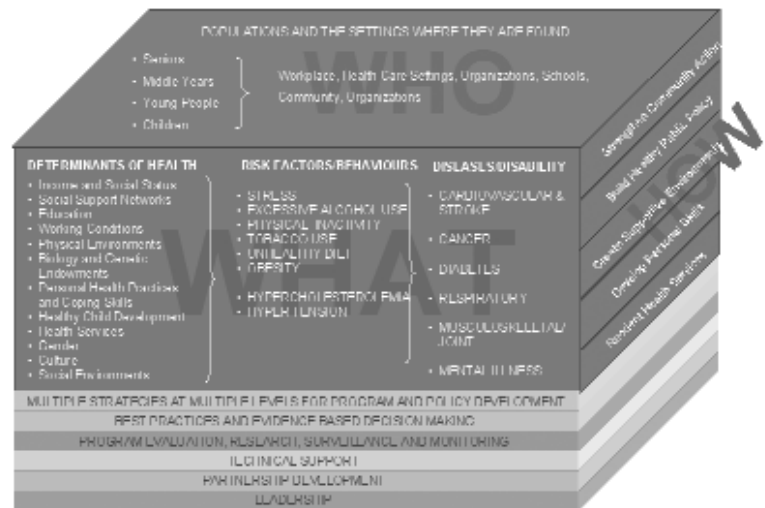 POPULATIONS AND THE SETTINGS WHERE THEY ARE FOUND
WHO
• Seniors
• Middle Years
• Young People
• Children
Workplace, Health Care Settings, Organizations, Schools,
Community, Organizations
HOW
Strengthen Community Action
Build Healthy Public Policy
Create Supportive Environments
Develop Personal Skills
Reorient Health Services
WHAT
DETERMINANTS OF HEALTH
• Income and Social Status
• Social Support Networks
• Education
• Working Conditions
• Physical Environments
• Biology and Genetic
Endowments
• Personal Health Practices
and Coping Skills
• Healthy Child Development
• Health Services
• Gender
• Culture
• Social Environments
RISK FACTORS/BEHAVIOURS
• STRESS
• EXCESSIVE ALCOHOL USE
• PHYSICAL INACTIVITY
• TOBACCO USE
• UNHEALTHY DIET
• OBESITY
• HYPERCHOLESTEROLEMIA
• HYPERTENSION
DISEASES/DISABILITY
• CARDIOVASCULAR &
STROKE
• CANCER
• DIABETES
• RESPIRATORY
• MUSCULOSKELETAL/
JOINT
• MENTAL ILLNESS
MULTIPLE STRATEGIES AT MULTIPLE LEVELS FOR PROGRAM AND POLICY DEVELOPMENT
BEST PRACTICES AND EVIDENCE BASED DECISION MAKING
PROGRAM EVALUATION, RESEARCH, SURVEILLANCE AND MONITORING
TECHNICAL SUPPORT
PARTNERSHIP DEVELOPMENT
LEADERSHIP